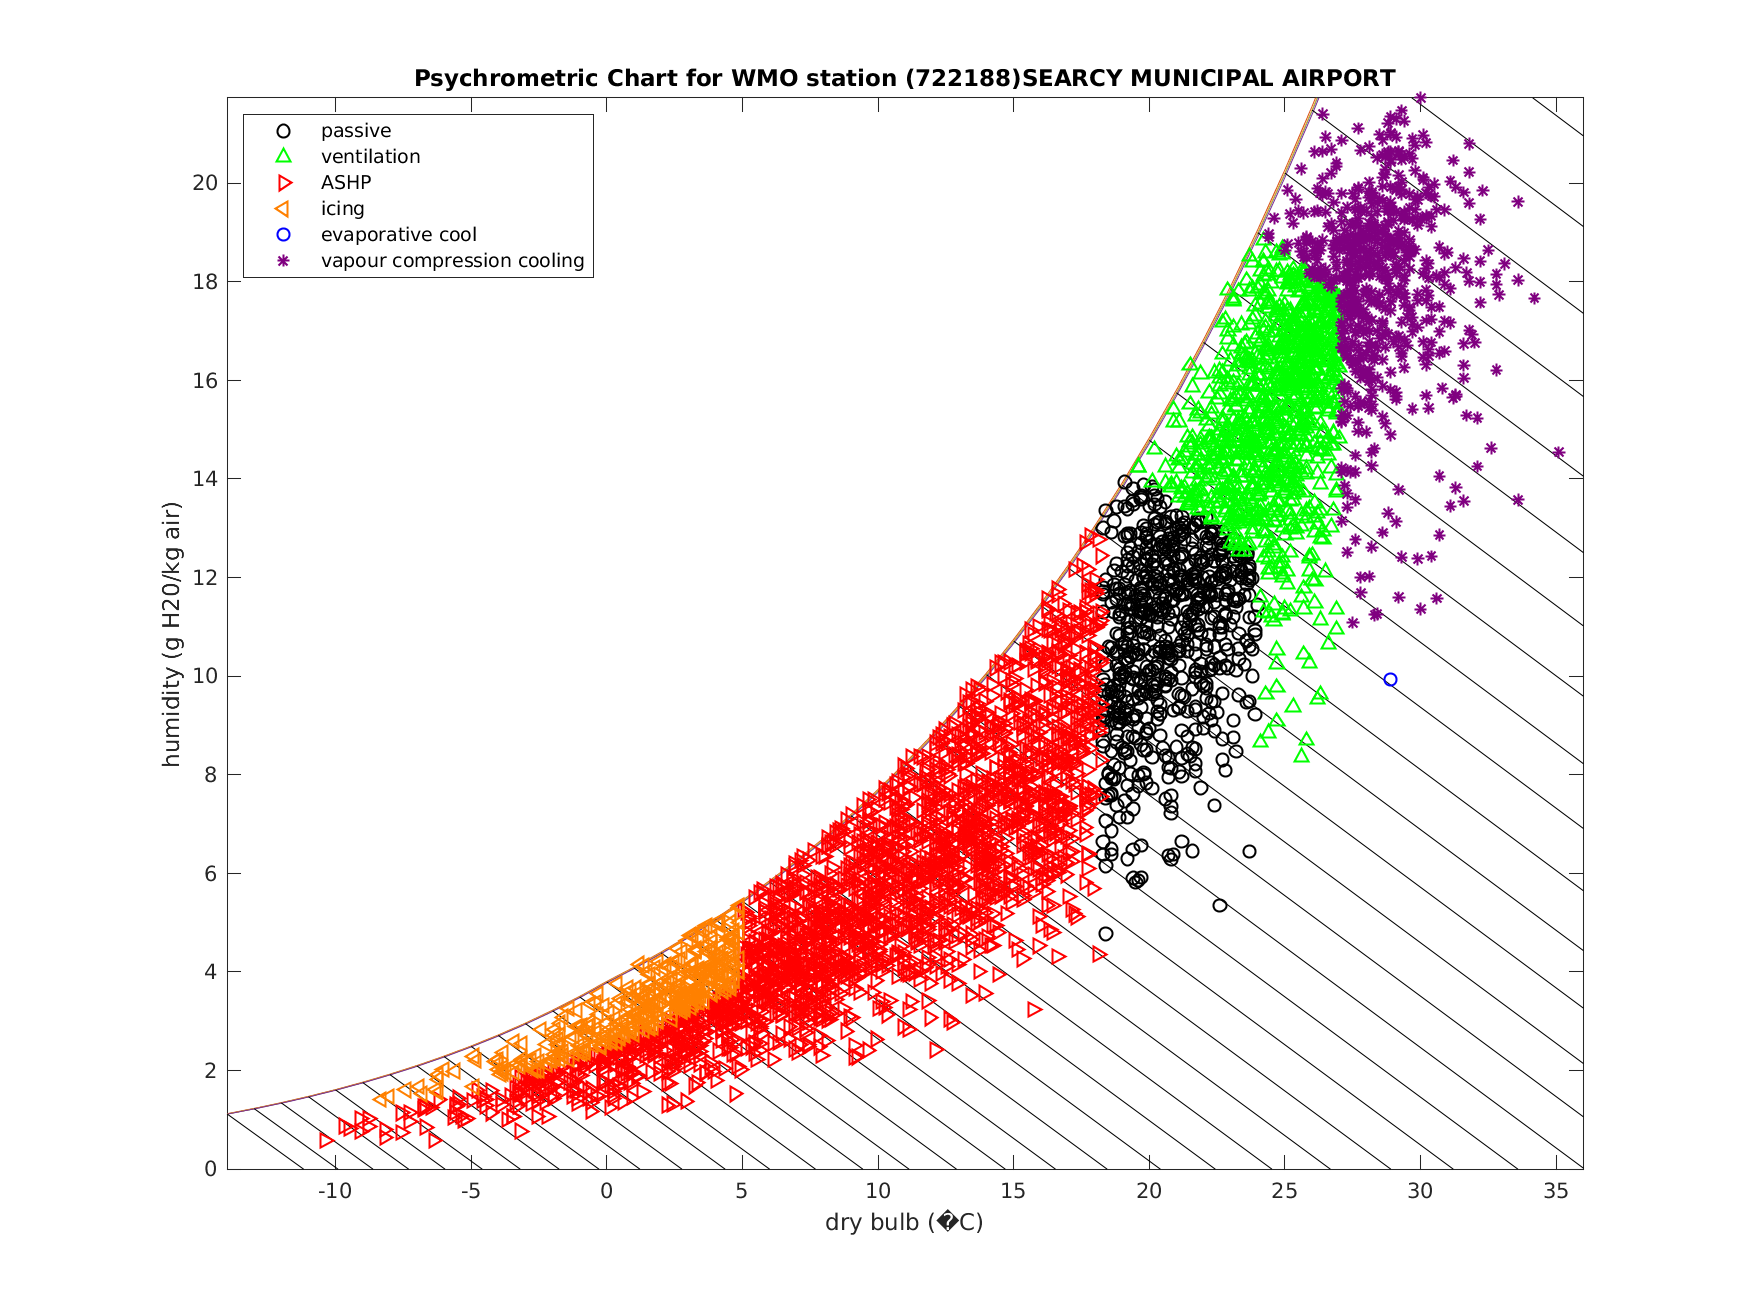 Psychrometric Chart for WMO station (722188)SEARCY MUNICIPAL AIRPORT
passive
ventilation
ASHP
icing
evaporative cool
vapour compression cooling
humidity (g H20/kg air)
20
18
16
14
12
10
8
6
4
2
0
-10 -5 0 5 10 15 20 25 30 35
dry bulb (�C)